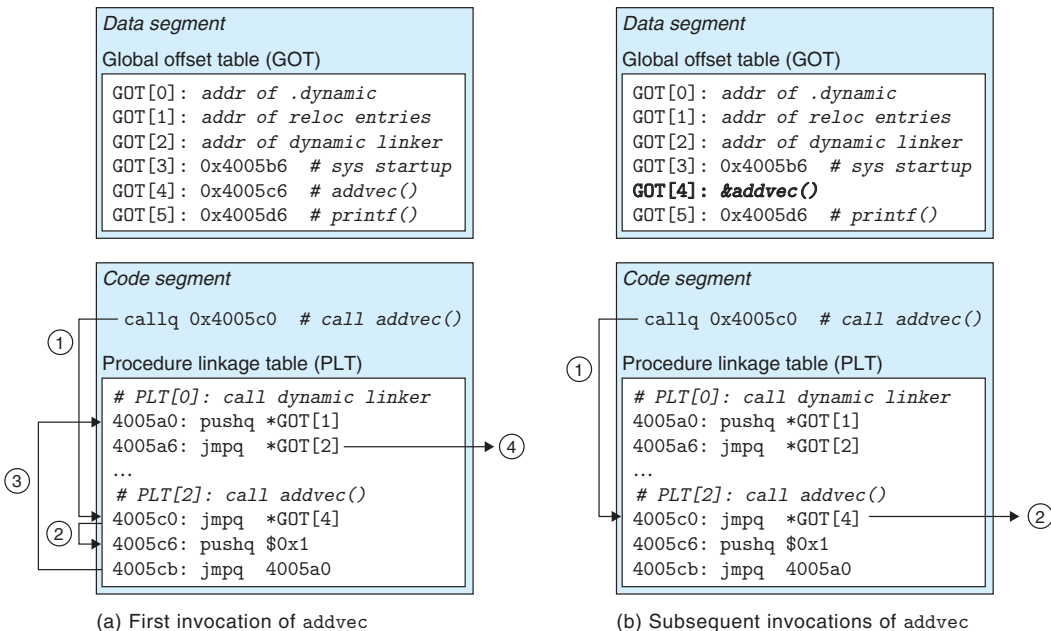 Data segment
Global offset table (GOT)
GOT[0]: addr of .dynamic
GOT[1]: addr of reloc entries
GOT[2]: addr of dynamic linker
GOT[3]: 0x4005b6 # sys startup
GOT[4]: 0x4005c6 # addvec()
GOT[5]: 0x4005d6 # printf()
Code segment
callq 0x4005c0 # call addvec()
1
Procedure linkage table (PLT)
# PLT[0]: call dynamic linker
4005a0: pushq *GOT[1]
4005a6: jmpq *GOT[2]
4
...
3
# PLT[2]: call addvec()
4005c0: jmpq *GOT[4]
2
4005c6: pushq $0x1
4005cb: jmpq 4005a0
(a) First invocation of addvec
Data segment
Global offset table (GOT)
GOT[0]: addr of .dynamic
GOT[1]: addr of reloc entries
GOT[2]: addr of dynamic linker
GOT[3]: 0x4005b6 # sys startup
GOT[4]: &addvec()
GOT[5]: 0x4005d6 # printf()
Code segment
callq 0x4005c0 # call addvec()
1
Procedure linkage table (PLT)
# PLT[0]: call dynamic linker
4005a0: pushq *GOT[1]
4005a6: jmpq *GOT[2]
...
# PLT[2]: call addvec()
4005c0: jmpq *GOT[4]
2
4005c6: pushq $0x1
4005cb: jmpq 4005a0
(b) Subsequent invocations of addvec